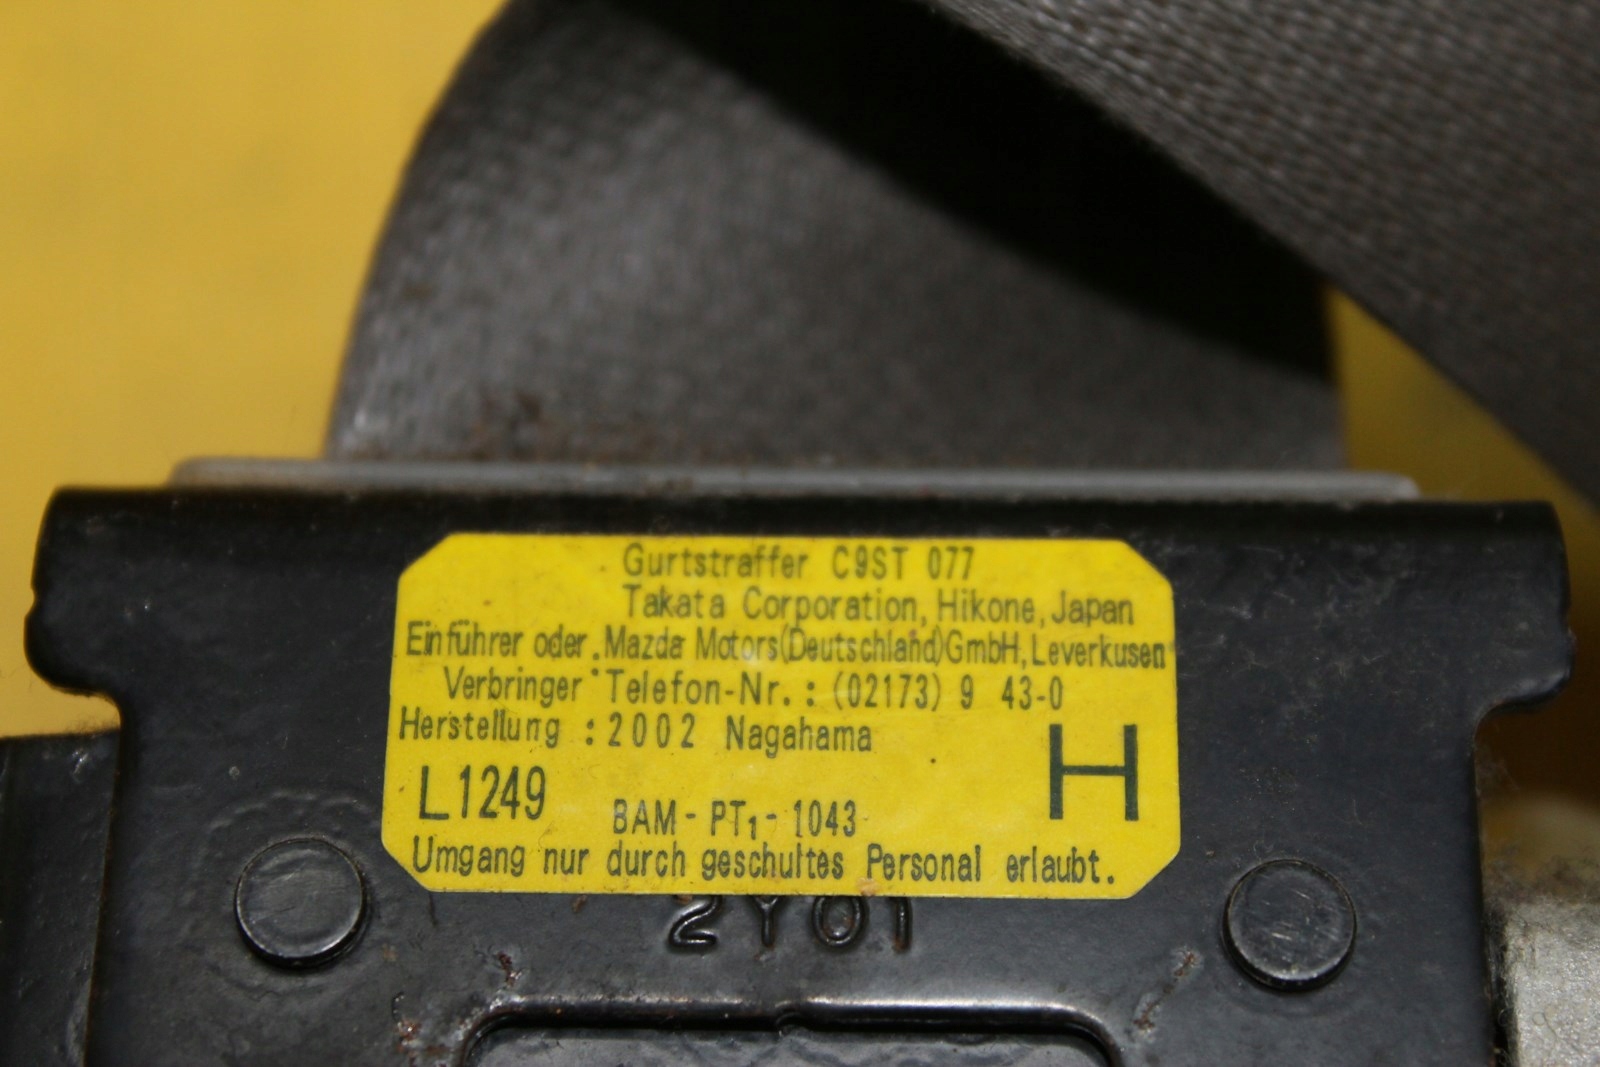 Gurtstraffer C9ST 077
Takata Corporation, Hikone, Japan
Einführer oder Mazda Motors(Deutschland)GmbH, Leverkusen
Verbringer : Telefon-Nr. : (02173) 9 43-0
Herstellung : 2002 Nagahama
H
L1249 BAM - PT1 - 1043
Umgang nur durch geschultes Personal erlaubt.
2Y01